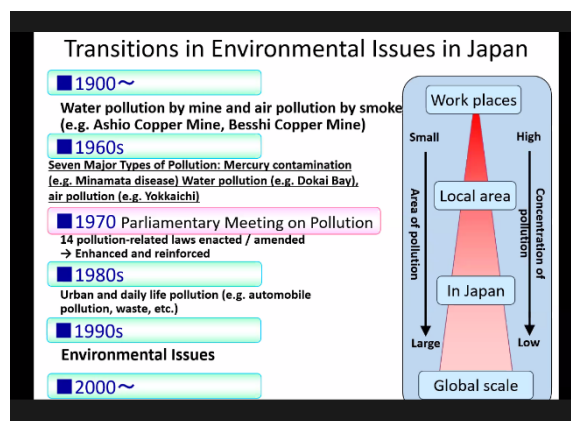 Transitions in Environmental Issues in Japan
■1900～
Water pollution by mine and air pollution by smoke
(e.g. Ashio Copper Mine, Besshi Copper Mine)
■1960s
Seven Major Types of Pollution: Mercury contamination
(e.g. Minamata disease) Water pollution (e.g. Dokai Bay),
air pollution (e.g. Yokkaichi)
■1970 Parliamentary Meeting on Pollution
14 pollution-related laws enacted / amended
→ Enhanced and reinforced
■1980s
Urban and daily life pollution (e.g. automobile
pollution, waste, etc.)
■1990s
Environmental Issues
■2000～
Work places
Small
High
Area of pollution
Local area
Concentration of
pollution
In Japan
Large
Low
Global scale